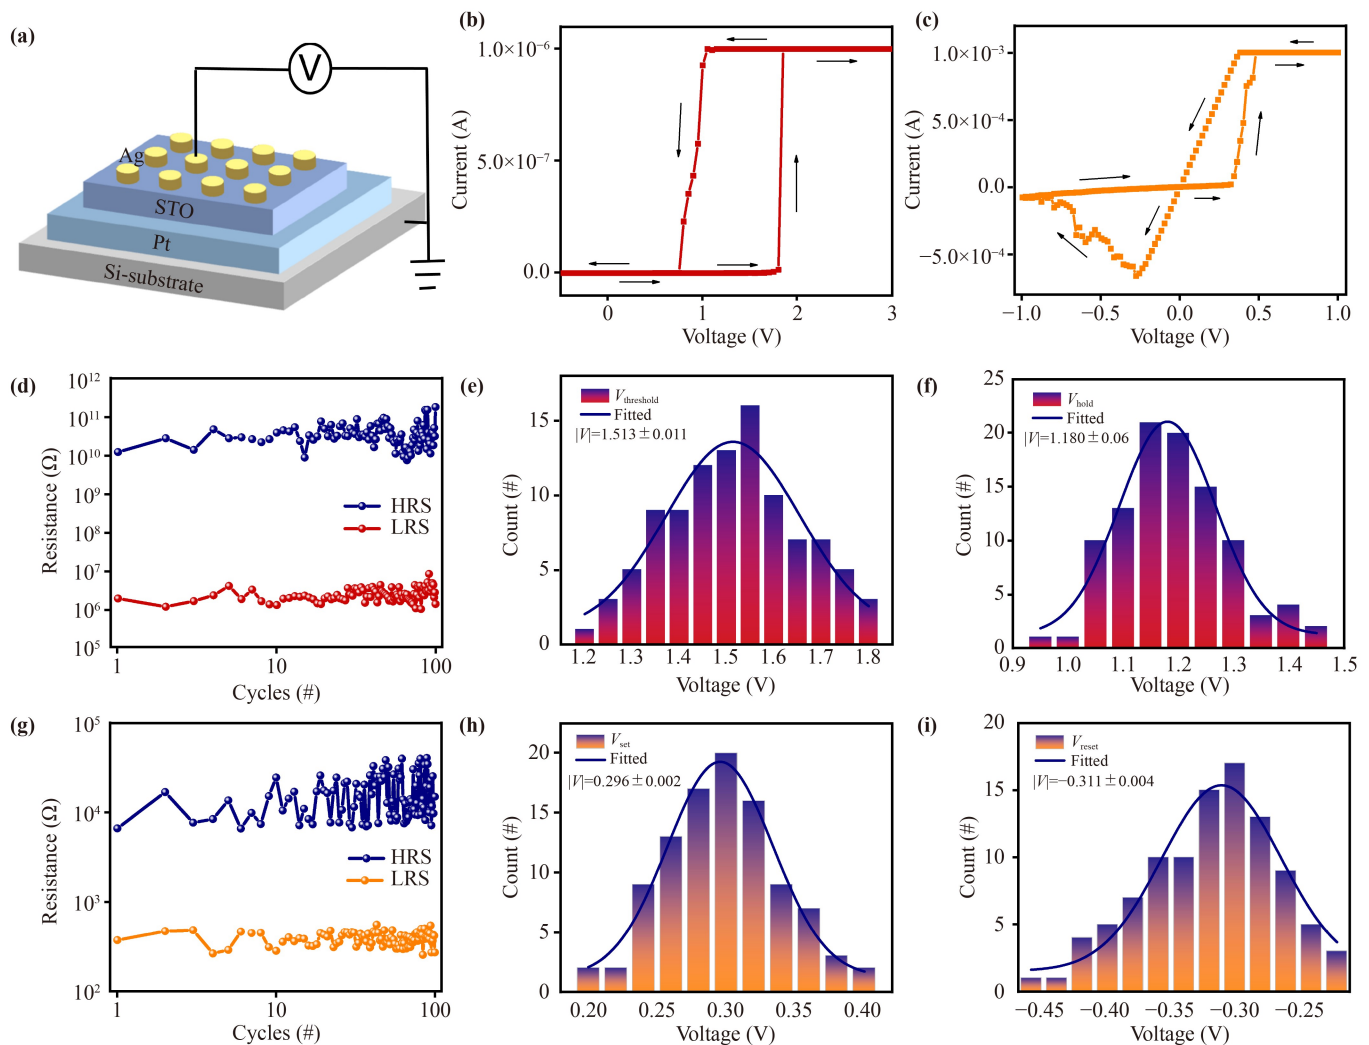 (a)
V
Ag
STO
Pt
Si-substrate
(b)
1.0×10⁻⁶
5.0×10⁻⁷
0.0
Current (A)
0 1 2 3
Voltage (V)
(c)
1.0×10⁻³
5.0×10⁻⁴
0.0
−5.0×10⁻⁴
Current (A)
−1.0 −0.5 0.0 0.5 1.0
Voltage (V)
(d)
10¹²
10¹¹
10¹⁰
10⁹
10⁸
10⁷
10⁶
10⁵
Resistance (Ω)
HRS
LRS
1 10 100
Cycles (#)
(e)
15
10
5
0
Count (#)
V threshold
Fitted
|V|=1.513±0.011
1.2 1.3 1.4 1.5 1.6 1.7 1.8
Voltage (V)
(f)
25
20
15
10
5
0
Count (#)
V hold
Fitted
|V|=1.180±0.06
0.9 1.0 1.1 1.2 1.3 1.4 1.5
Voltage (V)
(g)
10⁵
10⁴
10³
10²
Resistance (Ω)
HRS
LRS
1 10 100
Cycles (#)
(h)
20
15
10
5
0
Count (#)
V set
Fitted
|V|=0.296±0.002
0.20 0.25 0.30 0.35 0.40
Voltage (V)
(i)
20
15
10
5
0
Count (#)
V reset
Fitted
|V|=−0.311±0.004
−0.45 −0.40 −0.35 −0.30 −0.25
Voltage (V)